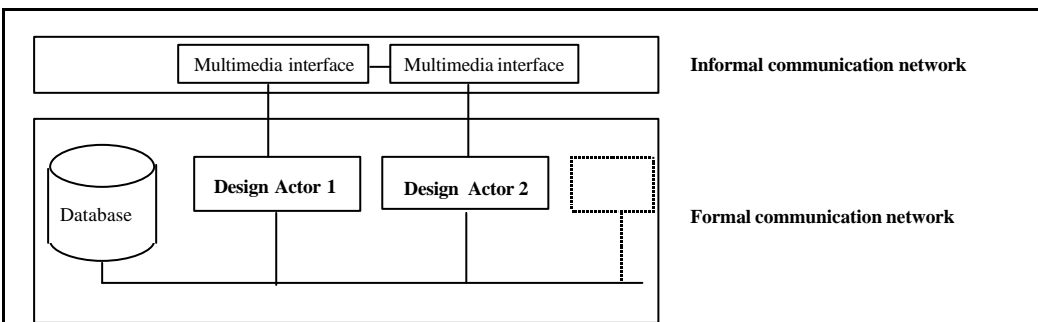 Multimedia interface Multimedia interface Informal communication network
Design Actor 1 Design Actor 2
Database Formal communication network